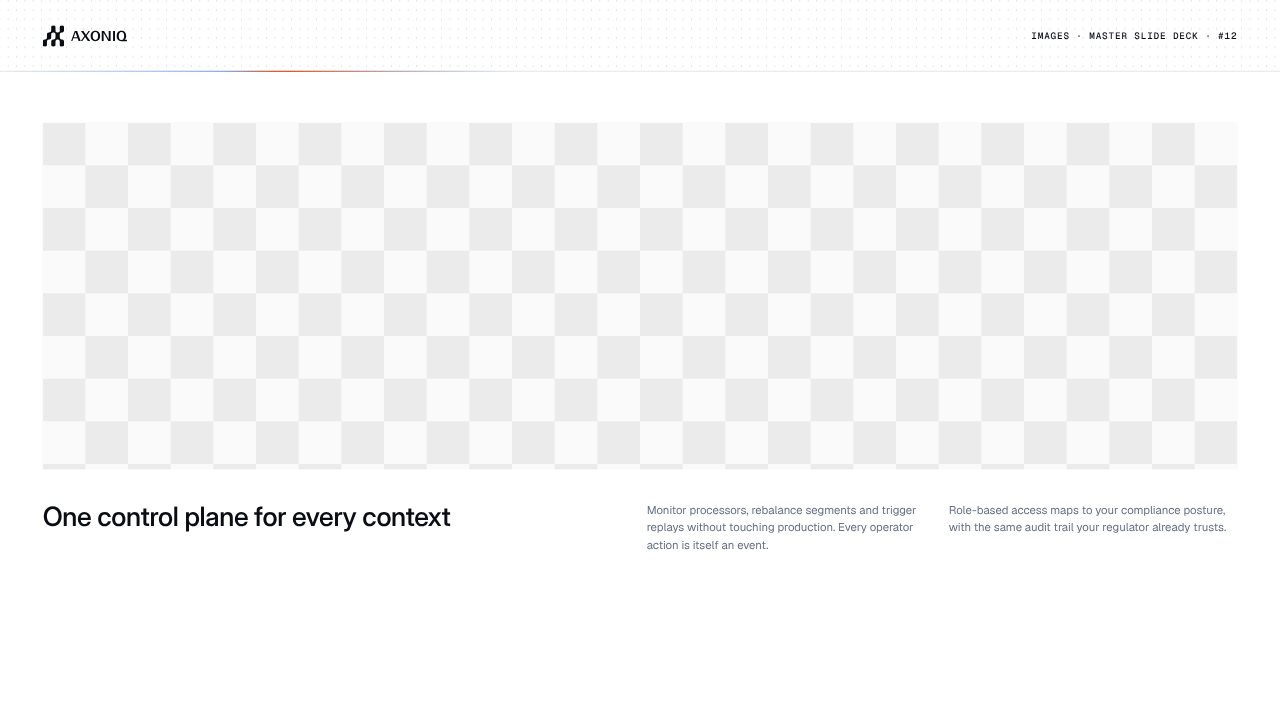 AXONIQ
IMAGES · MASTER SLIDE DECK · #12
One control plane for every context
Monitor processors, rebalance segments and trigger
replays without touching production. Every operator
action is itself an event.
Role-based access maps to your compliance posture,
with the same audit trail your regulator already trusts.